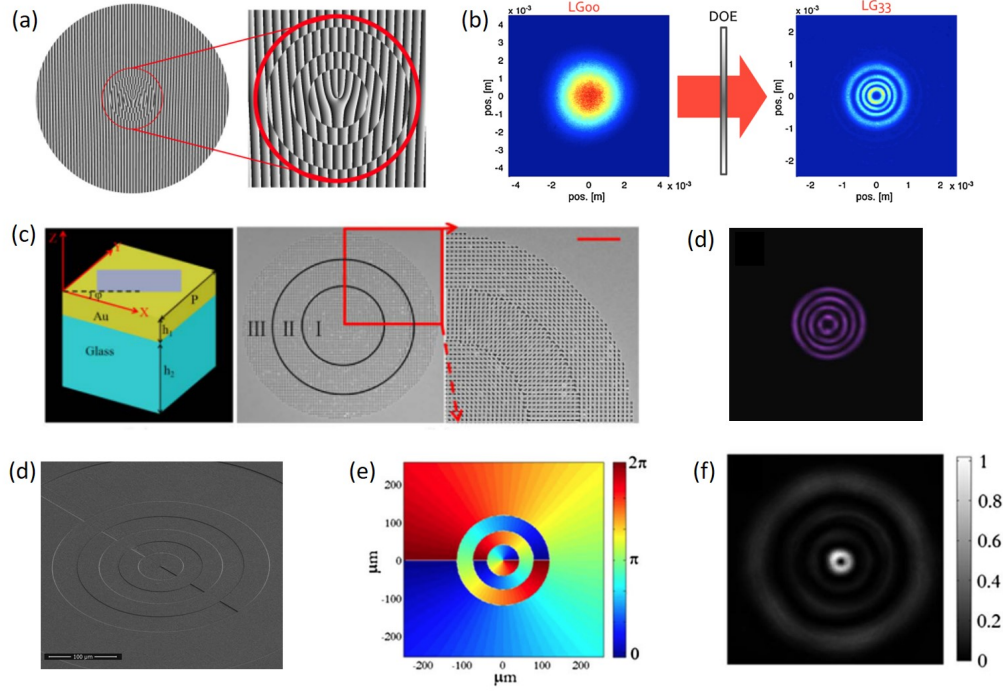 (a)
(b)
LG00
DOE
LG33
x 10⁻³
4
3
2
1
0
-1
-2
-3
-4
pos. [m]
-4 -2 0 2 4 x 10⁻³
pos. [m]
x 10⁻³
2
1
0
-1
-2
pos. [m]
-2 -1 0 1 2 x 10⁻³
pos. [m]
(c)
Z
Y
φ
X
P
Au
h₁
Glass
h₂
III II I
(d)
(d)
100 µm
(e)
200
100
0
-100
-200
µm
-200 -100 0 100 200
µm
2π
π
0
(f)
1
0.8
0.6
0.4
0.2
0